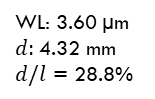 WL: 3.60 μm
d: 4.32 mm
d/l = 28.8%